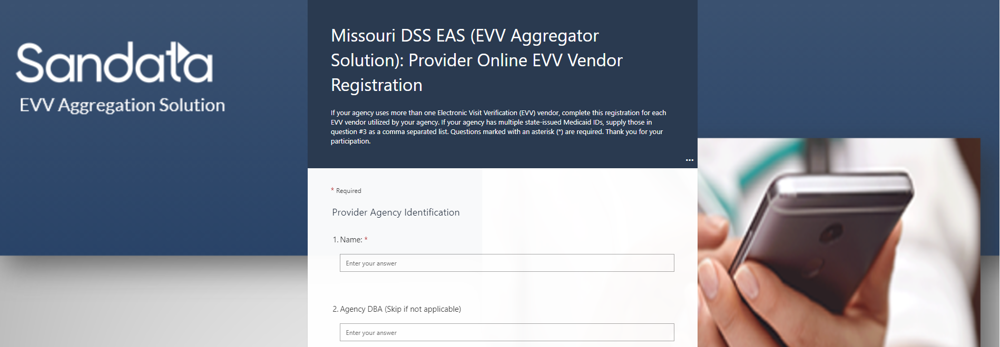 Sandata
EVV Aggregation Solution
Missouri DSS EAS (EVV Aggregator
Solution): Provider Online EVV Vendor
Registration
If your agency uses more than one Electronic Visit Verification (EVV) vendor, complete this registration for each
EVV vendor utilized by your agency. If your agency has multiple state-issued Medicaid IDs, supply those in
question #3 as a comma separated list. Questions marked with an asterisk (*) are required. Thank you for your
participation.
...
* Required
Provider Agency Identification
1. Name: *
Enter your answer
2. Agency DBA (Skip if not applicable)
Enter your answer